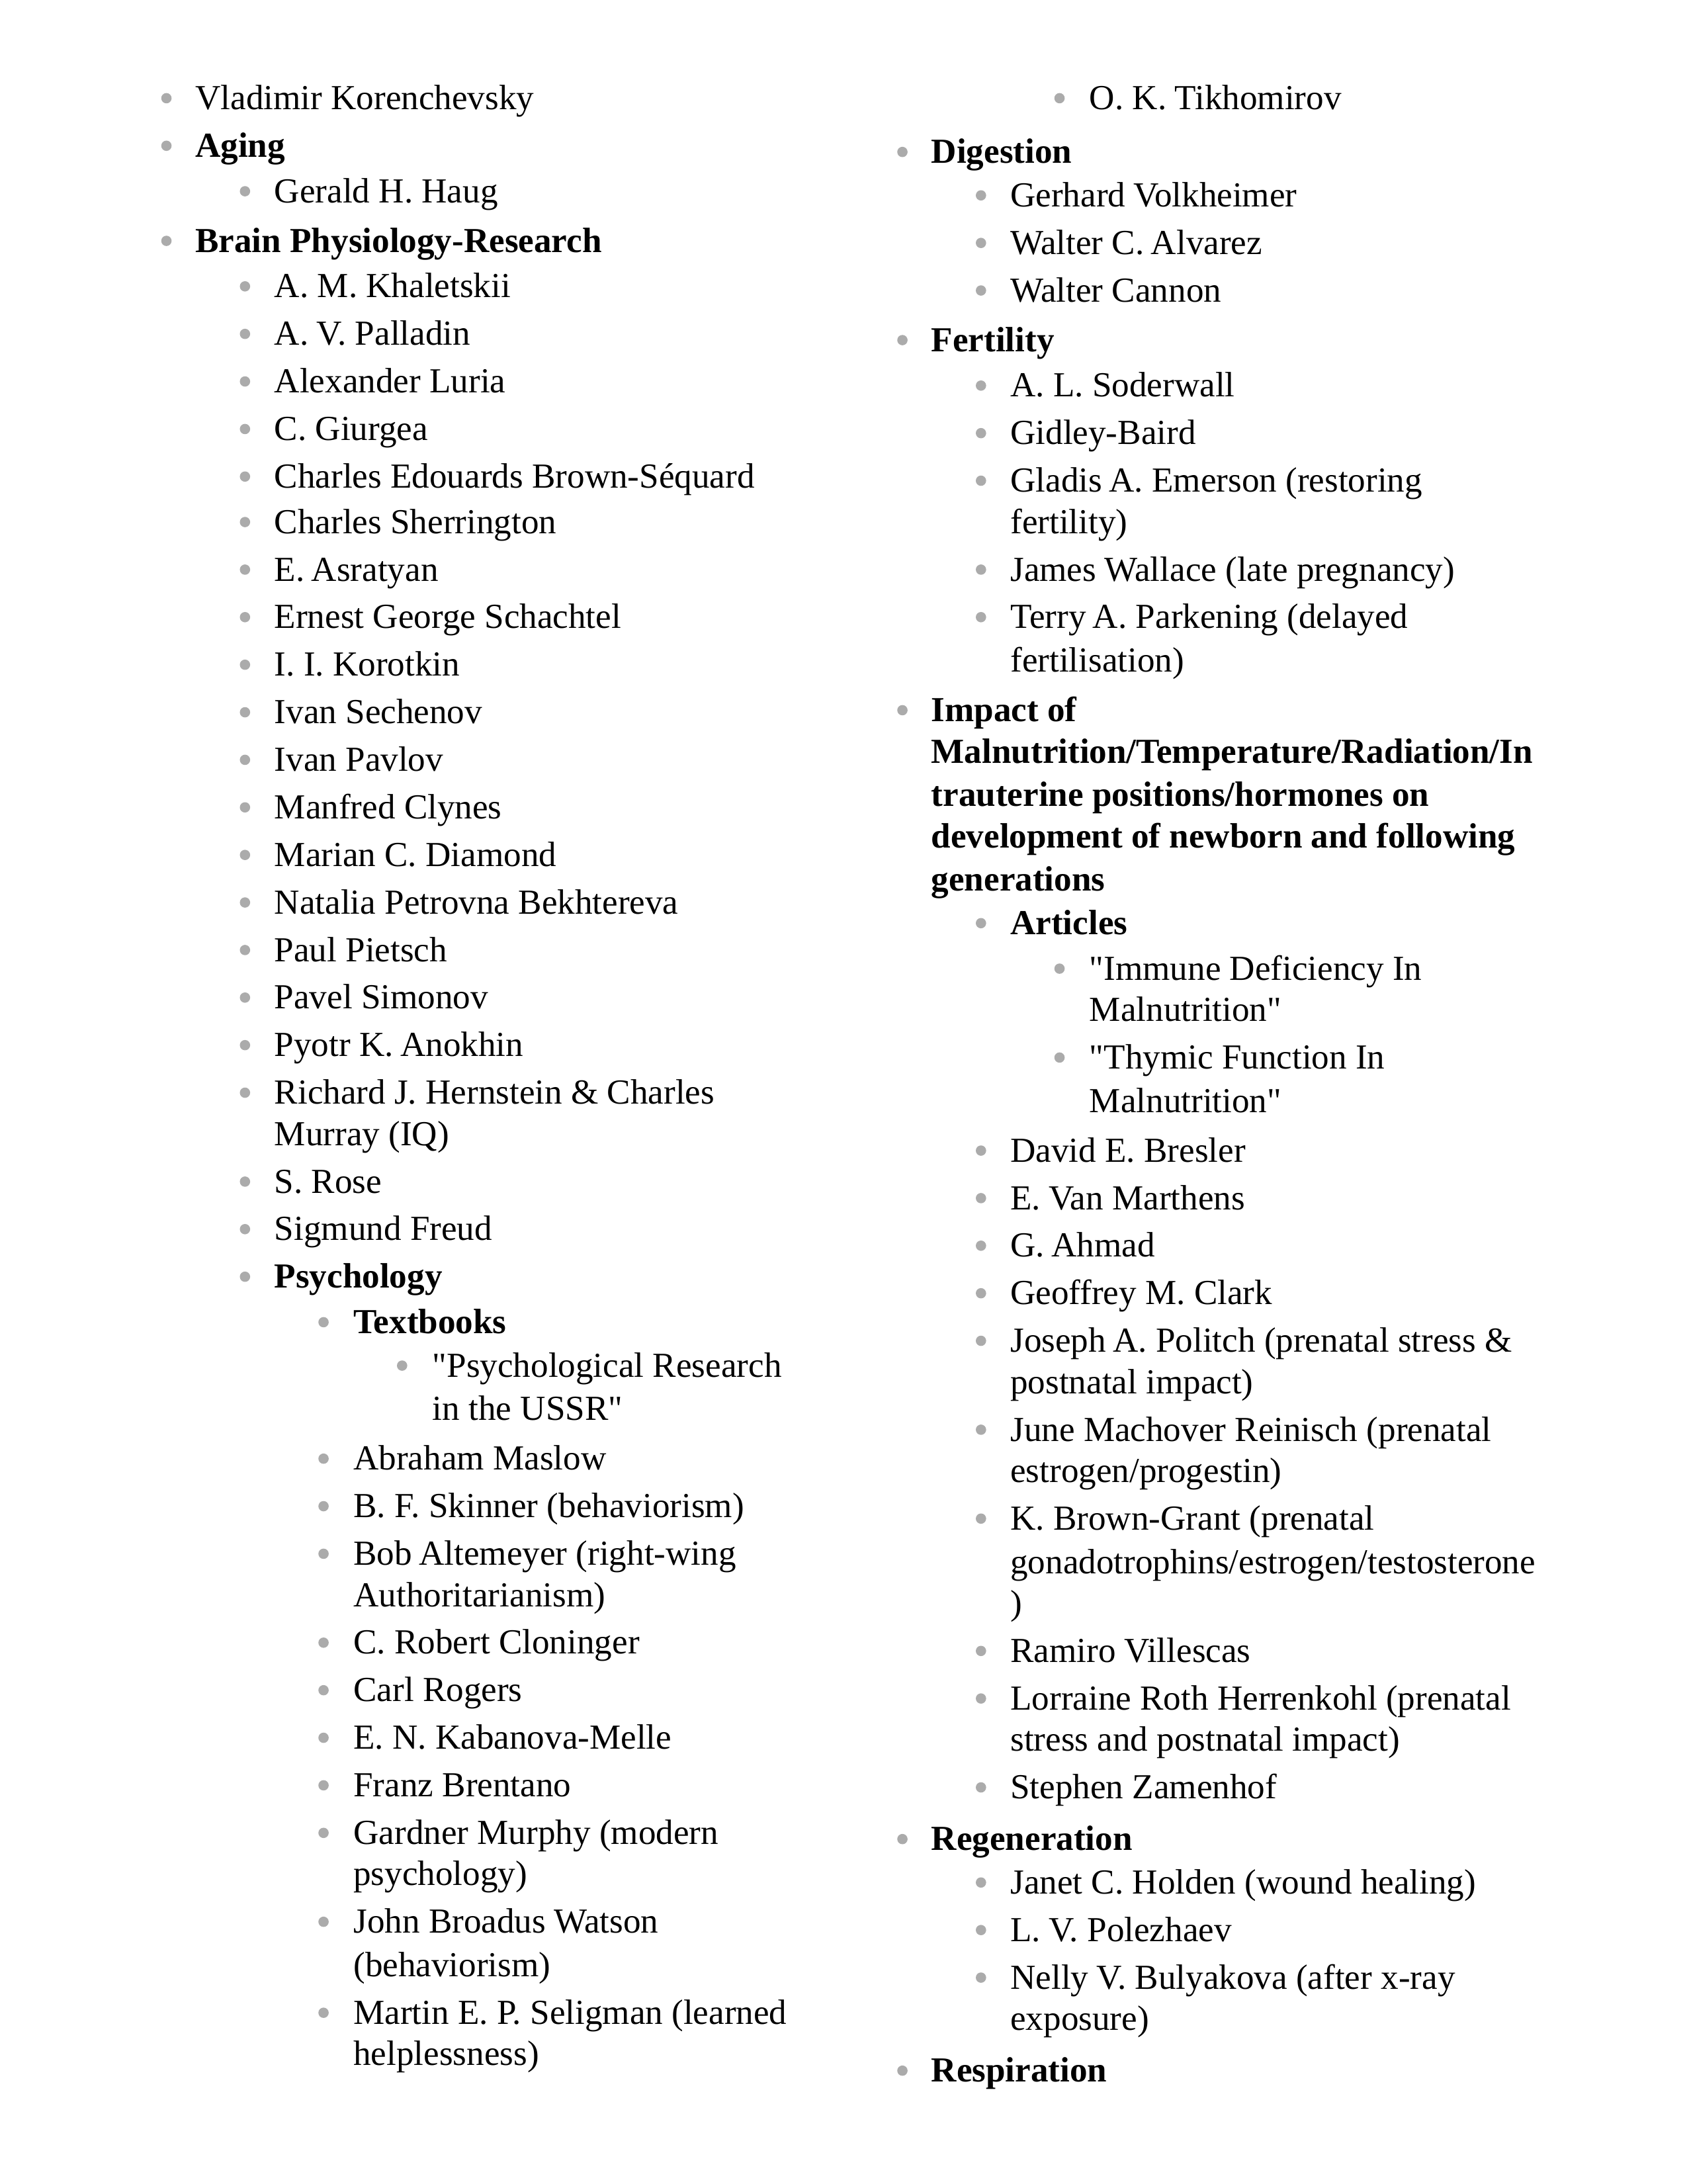 Vladimir Korenchevsky
Aging
Gerald H. Haug
Brain Physiology-Research
A. M. Khaletskii
A. V. Palladin
Alexander Luria
C. Giurgea
Charles Edouards Brown-Séquard
Charles Sherrington
E. Asratyan
Ernest George Schachtel
I. I. Korotkin
Ivan Sechenov
Ivan Pavlov
Manfred Clynes
Marian C. Diamond
Natalia Petrovna Bekhtereva
Paul Pietsch
Pavel Simonov
Pyotr K. Anokhin
Richard J. Hernstein & Charles
Murray (IQ)
S. Rose
Sigmund Freud
Psychology
Textbooks
"Psychological Research
in the USSR"
Abraham Maslow
B. F. Skinner (behaviorism)
Bob Altemeyer (right-wing
Authoritarianism)
C. Robert Cloninger
Carl Rogers
E. N. Kabanova-Melle
Franz Brentano
Gardner Murphy (modern
psychology)
John Broadus Watson
(behaviorism)
Martin E. P. Seligman (learned
helplessness)
O. K. Tikhomirov
Digestion
Gerhard Volkheimer
Walter C. Alvarez
Walter Cannon
Fertility
A. L. Soderwall
Gidley-Baird
Gladis A. Emerson (restoring
fertility)
James Wallace (late pregnancy)
Terry A. Parkening (delayed
fertilisation)
Impact of
Malnutrition/Temperature/Radiation/In
trauterine positions/hormones on
development of newborn and following
generations
Articles
"Immune Deficiency In
Malnutrition"
"Thymic Function In
Malnutrition"
David E. Bresler
E. Van Marthens
G. Ahmad
Geoffrey M. Clark
Joseph A. Politch (prenatal stress &
postnatal impact)
June Machover Reinisch (prenatal
estrogen/progestin)
K. Brown-Grant (prenatal
gonadotrophins/estrogen/testosterone
)
Ramiro Villescas
Lorraine Roth Herrenkohl (prenatal
stress and postnatal impact)
Stephen Zamenhof
Regeneration
Janet C. Holden (wound healing)
L. V. Polezhaev
Nelly V. Bulyakova (after x-ray
exposure)
Respiration